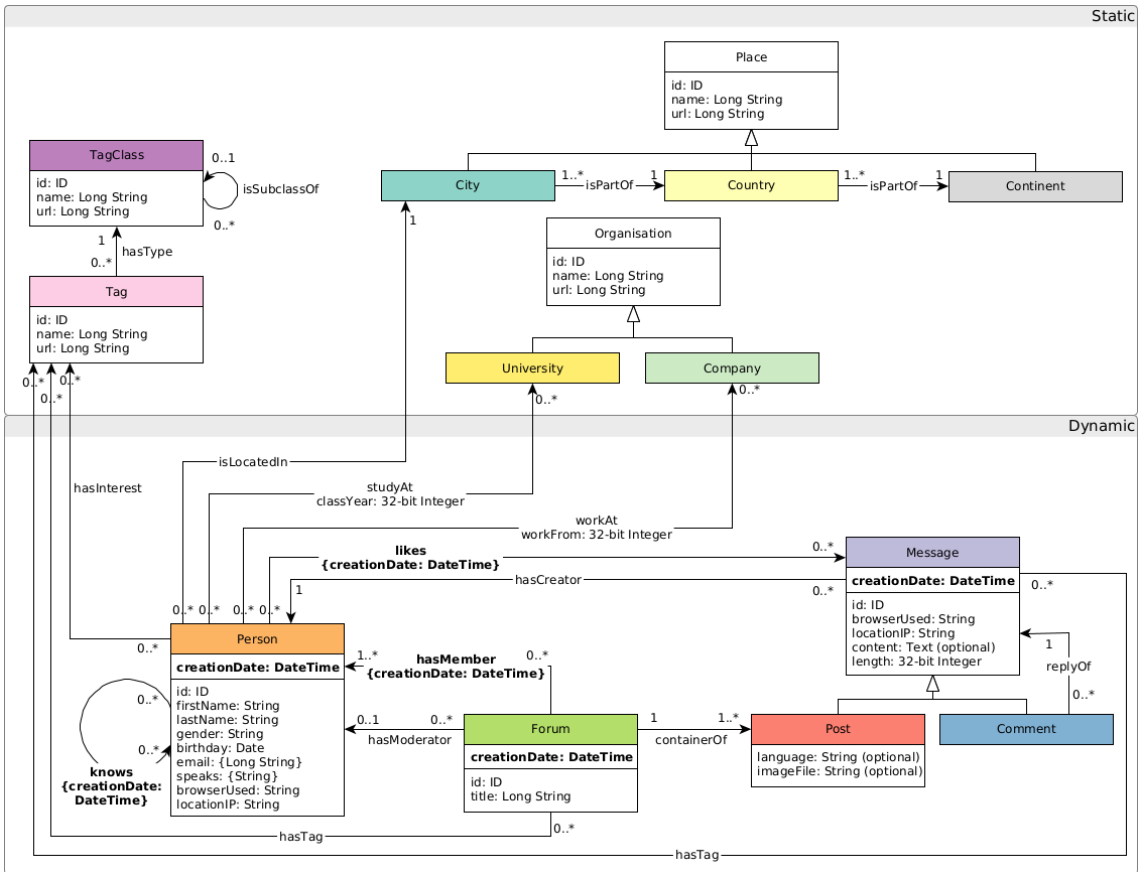 Static
Place
id: ID
name: Long String
url: Long String
TagClass
id: ID
name: Long String
url: Long String
0..1
isSubclassOf
0..*
City
1..*
isPartOf
1
Country
1..*
isPartOf
1
Continent
1
hasType
0..*
1
Organisation
id: ID
name: Long String
url: Long String
Tag
id: ID
name: Long String
url: Long String
University
Company
0..*
0..*
0..*
0..*
0..*
Dynamic
isLocatedIn
hasInterest
studyAt
classYear: 32-bit Integer
workAt
workFrom: 32-bit Integer
likes
{creationDate: DateTime}
0..*
hasCreator
1
0..*
Message
creationDate: DateTime
id: ID
browserUsed: String
locationIP: String
content: Text (optional)
length: 32-bit Integer
0..*
1
replyOf
0..*
0..*
0..*
0..*
0..*
0..*
Person
creationDate: DateTime
id: ID
firstName: String
lastName: String
gender: String
birthday: Date
email: {Long String}
speaks: {String}
browserUsed: String
locationIP: String
0..*
0..*
knows
{creationDate:
DateTime}
1..*
hasMember
0..*
{creationDate: DateTime}
0..1
0..*
hasModerator
Forum
creationDate: DateTime
id: ID
title: Long String
1
1..*
containerOf
Post
language: String (optional)
imageFile: String (optional)
Comment
0..*
hasTag
hasTag